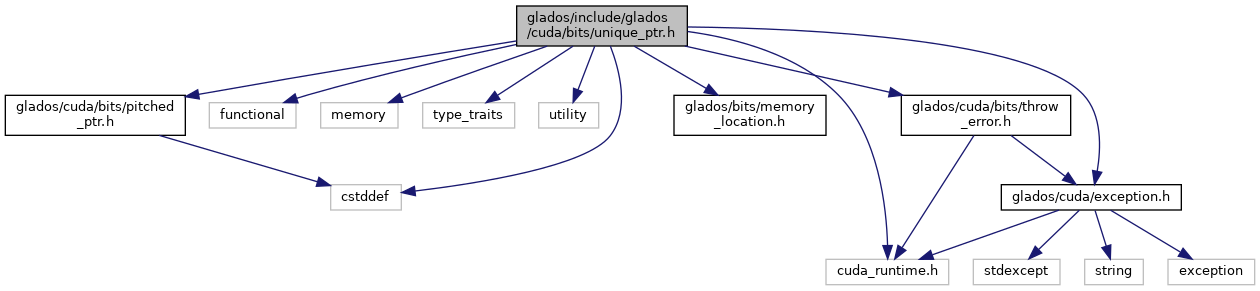 glados/include/glados
/cuda/bits/unique_ptr.h
glados/cuda/bits/pitched
_ptr.h
functional
memory
type_traits
utility
glados/bits/memory
_location.h
glados/cuda/bits/throw
_error.h
cstddef
glados/cuda/exception.h
cuda_runtime.h
stdexcept
string
exception